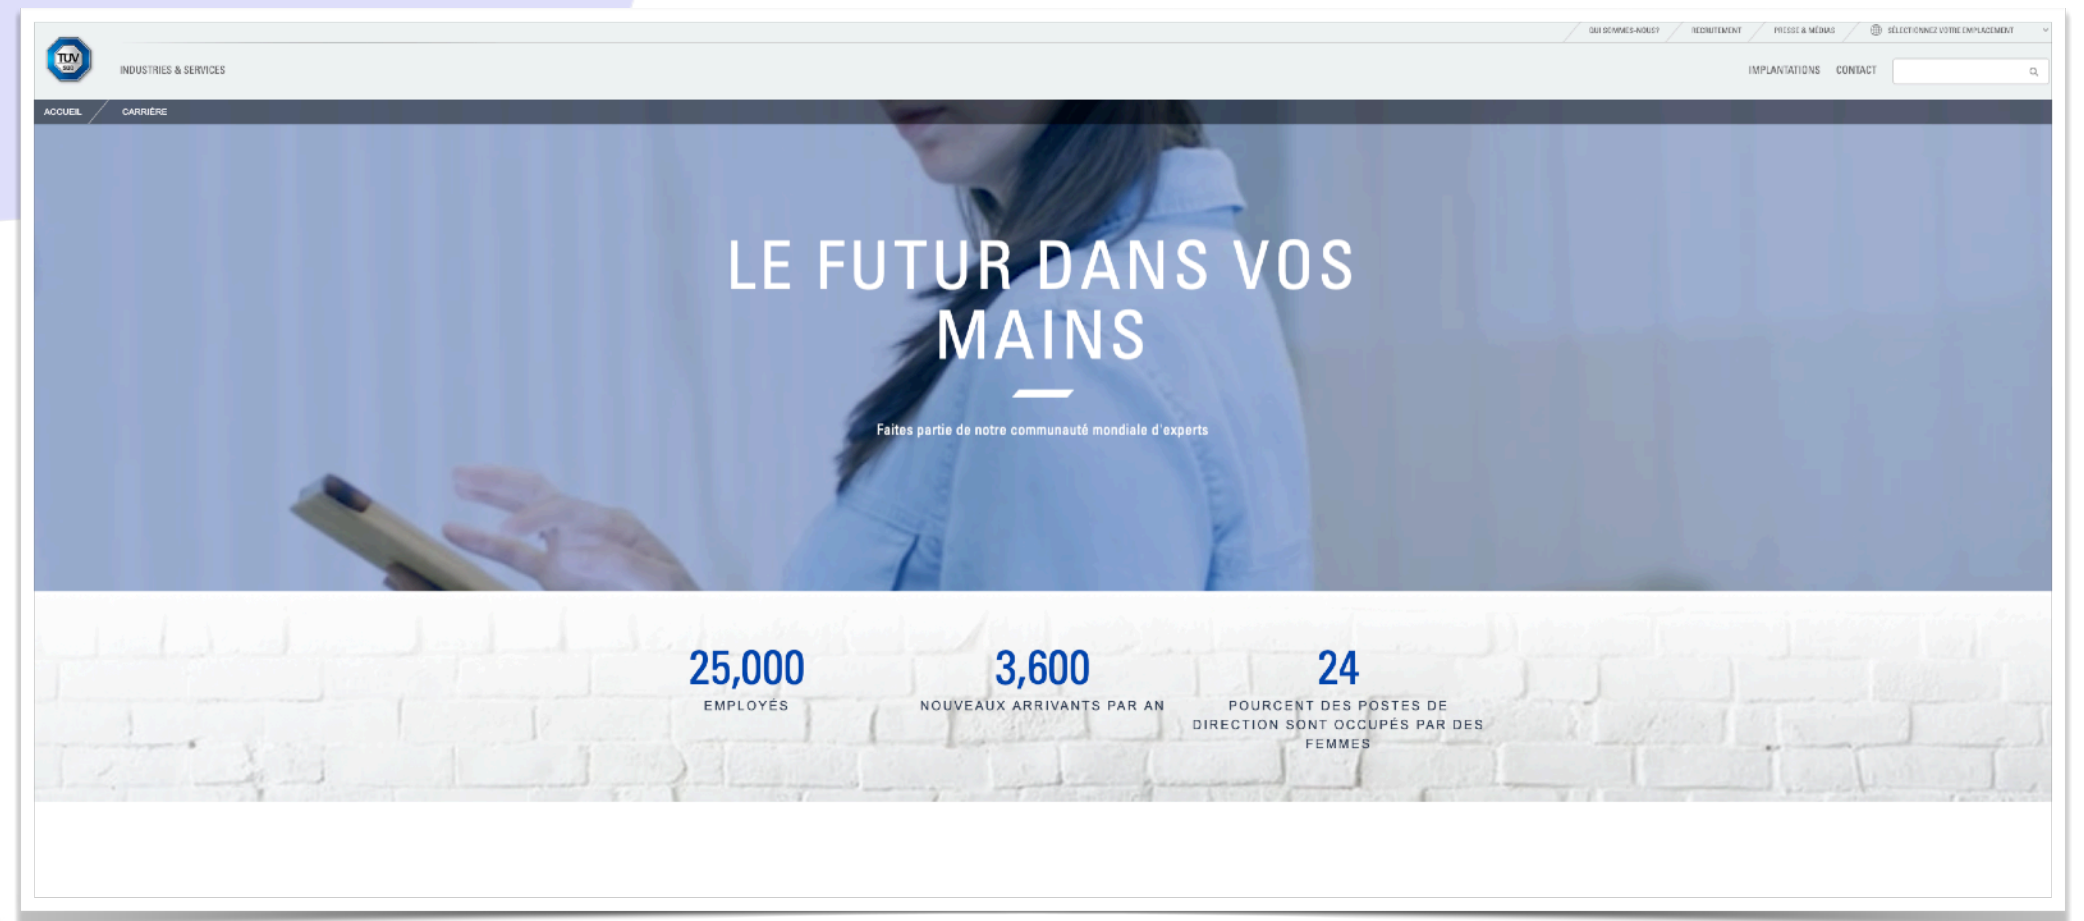 QUI SOMMES-NOUS?
RECRUTEMENT
PRESSE & MÉDIAS
SÉLECTIONNEZ VOTRE EMPLACEMENT
TÜV
SÜD
INDUSTRIES & SERVICES
IMPLANTATIONS
CONTACT
ACCUEIL
CARRIÈRE
LE FUTUR DANS VOS
MAINS
Faites partie de notre communauté mondiale d'experts
25,000
EMPLOYÉS
3,600
NOUVEAUX ARRIVANTS PAR AN
24
POURCENT DES POSTES DE
DIRECTION SONT OCCUPÉS PAR DES
FEMMES